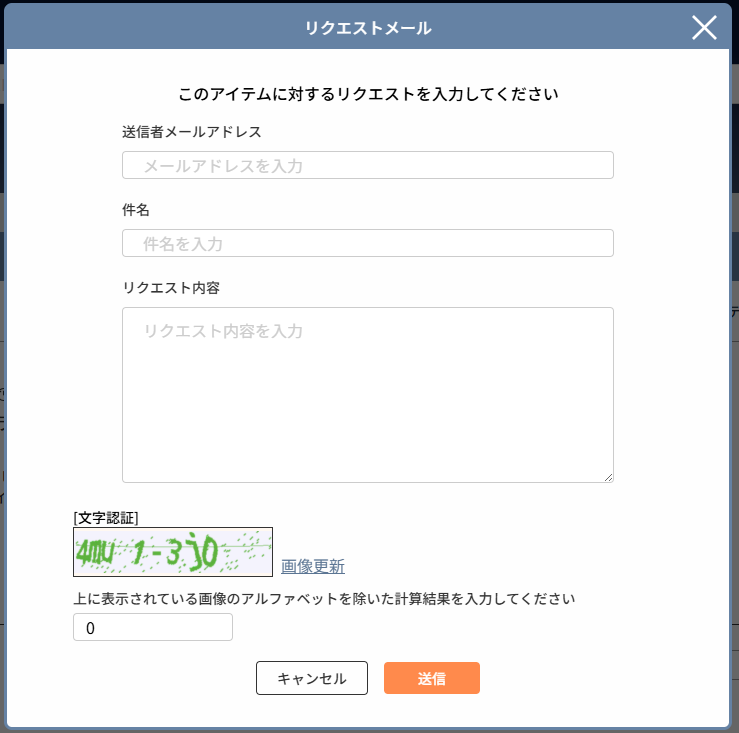 リクエストメール
このアイテムに対するリクエストを入力してください
送信者メールアドレス
メールアドレスを入力
件名
件名を入力
リクエスト内容
リクエスト内容を入力
[文字認証]
画像更新
上に表示されている画像のアルファベットを除いた計算結果を入力してください
0
キャンセル
送信